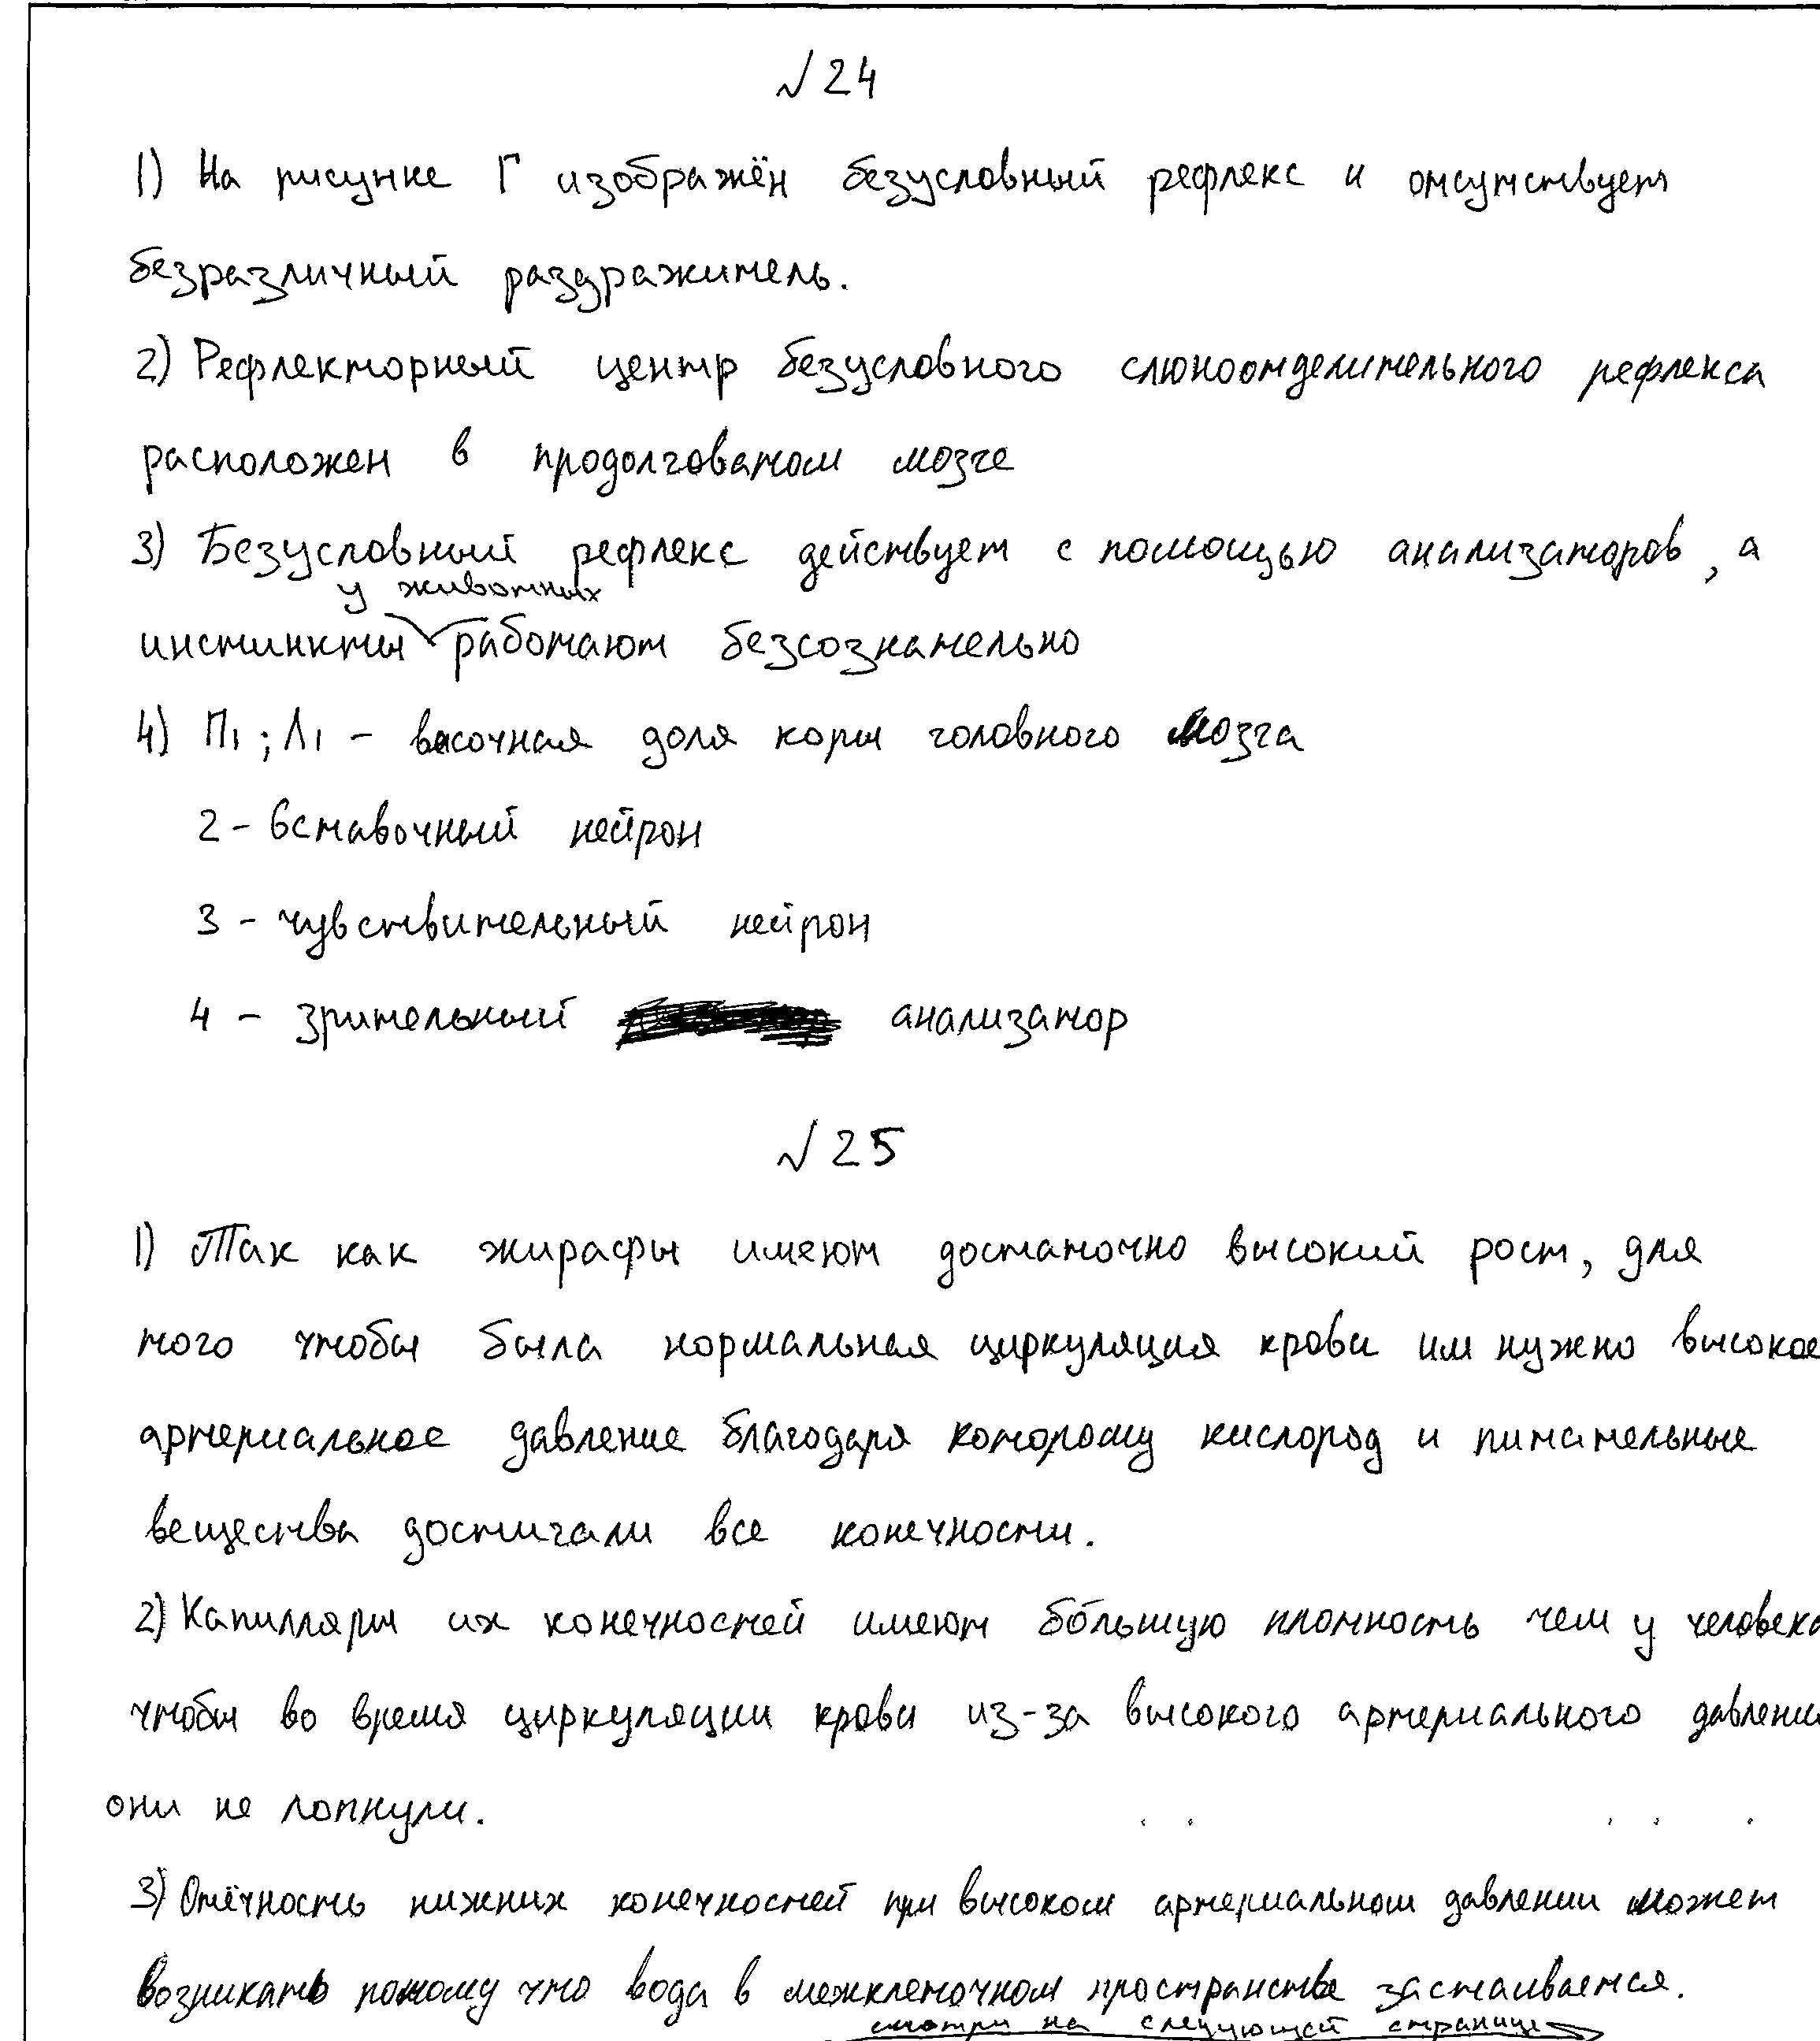 √ 24
1) На рисунке Г изображён безусловный рефлекс и отсутствует
безразличный раздражитель.
2) Рефлекторный центр безусловного слюноотделительного рефлекса
расположен в продолговатом мозге
3) Безусловный рефлекс действует с помощью анализаторов, а
у животных
инстинкты работают безсознательно
4) П1; Л1 - височная доля коры головного мозга
2 - вставочный нейрон
3 - чувствительный нейрон
4 - зрительный анализатор
√ 25
1) Так как жирафы имеют достаточно высокий рост, для
того чтобы была нормальная циркуляция крови им нужно высокое
артериальное давление благодаря которому кислород и питательные
вещества достигали все конечности.
2) Капилляры их конечностей имеют бо́льшую плотность чем у человека
чтобы во время циркуляции крови из-за высокого артериального давления
они не лопнули.
3) Отёчность нижних конечностей при высоком артериальном давлении может
возникать потому что вода в межклеточном пространстве застаивается.
смотри на следующей странице